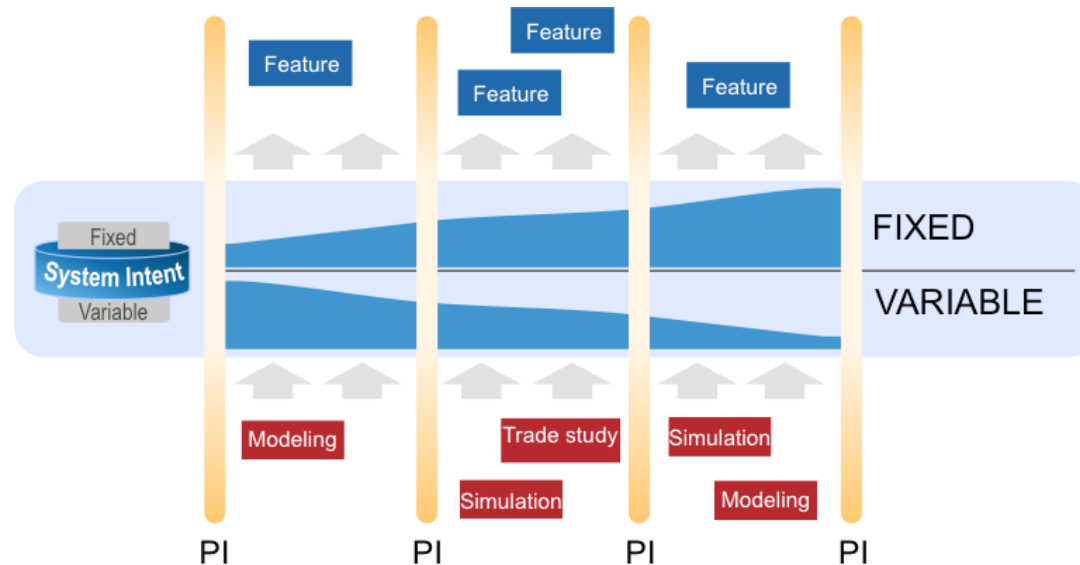 Feature
Feature
Feature
Feature
Fixed
System Intent
Variable
FIXED
VARIABLE
Modeling
Trade study
Simulation
Simulation
Modeling
PI
PI
PI
PI